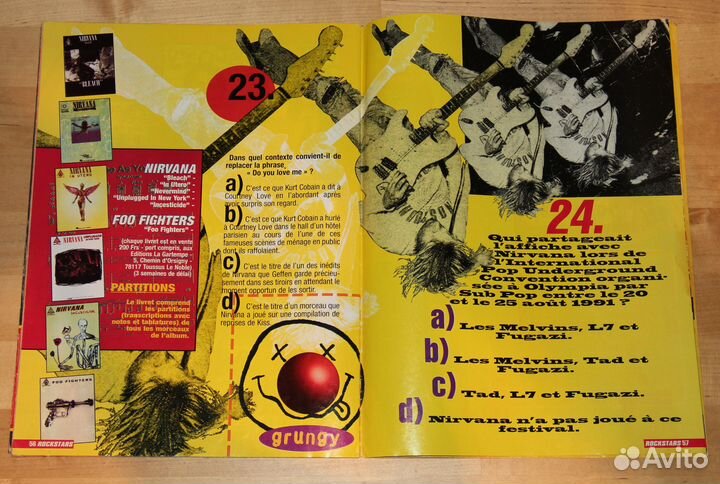 NIRVANA
"BLEACH"
NIRVANA
NIRVANA
IN UTERO
NIRVANA
NIRVANA
INCESTICIDE
FOO FIGHTERS
NIRVANA
"Bleach" -
"In Utero" -
"Nevermind" -
"Unplugged In New York" -
"Inçesticide"
FOO FIGHTERS
"Foo Fighters" -
(chaque livret est en vente
290 Frs - port compris, aux
Editions La Gartempe -
5, Chemin d'Orsigny -
78117 Toussus Le Noble)
(3 semaines de délai)
PARTITIONS
Le livret comprend
les partitions
(transcriptions avec
notes et tablatures) de
tous les morceaux
de l'album.
56 ROCKSTARS
23.
Dans quel contexte convient-il de
replacer la phrase,
« Do you love me » ?
a) C'est ce que Kurt Cobain a dit à
Courtney Love en l'abordant après
avoir surpris son regard.
b) C'est ce que Kurt Cobain a hurlé
à Courtney Love dans le hall d'un hôtel
parisien au cours de l'une de ces
fameuses scènes de ménage en public
dont ils raffolaient.
c) C'est le titre de l'un des inédits
de Nirvana que Geffen garde précieu-
sement dans ses tiroirs en attendant le
moment opportun de les sortir.
d) C'est le titre d'un morceau que
Nirvana a joué sur une compilation de
reprises de Kiss.
grungy
24.
Qui partageait
l'affiche avec
Nirvana lors de
l'International
Pop Underground
Convention organi-
sée à Olympia par
Sub Pop entre le 20
et le 25 août 1991 ?
a) Les Melvins, L7 et
Fugazi.
b) Les Melvins, Tad et
Fugazi.
c) Tad, L7 et Fugazi.
d) Nirvana n'a pas joué à ce
festival.
ROCKSTARS 57
Avito